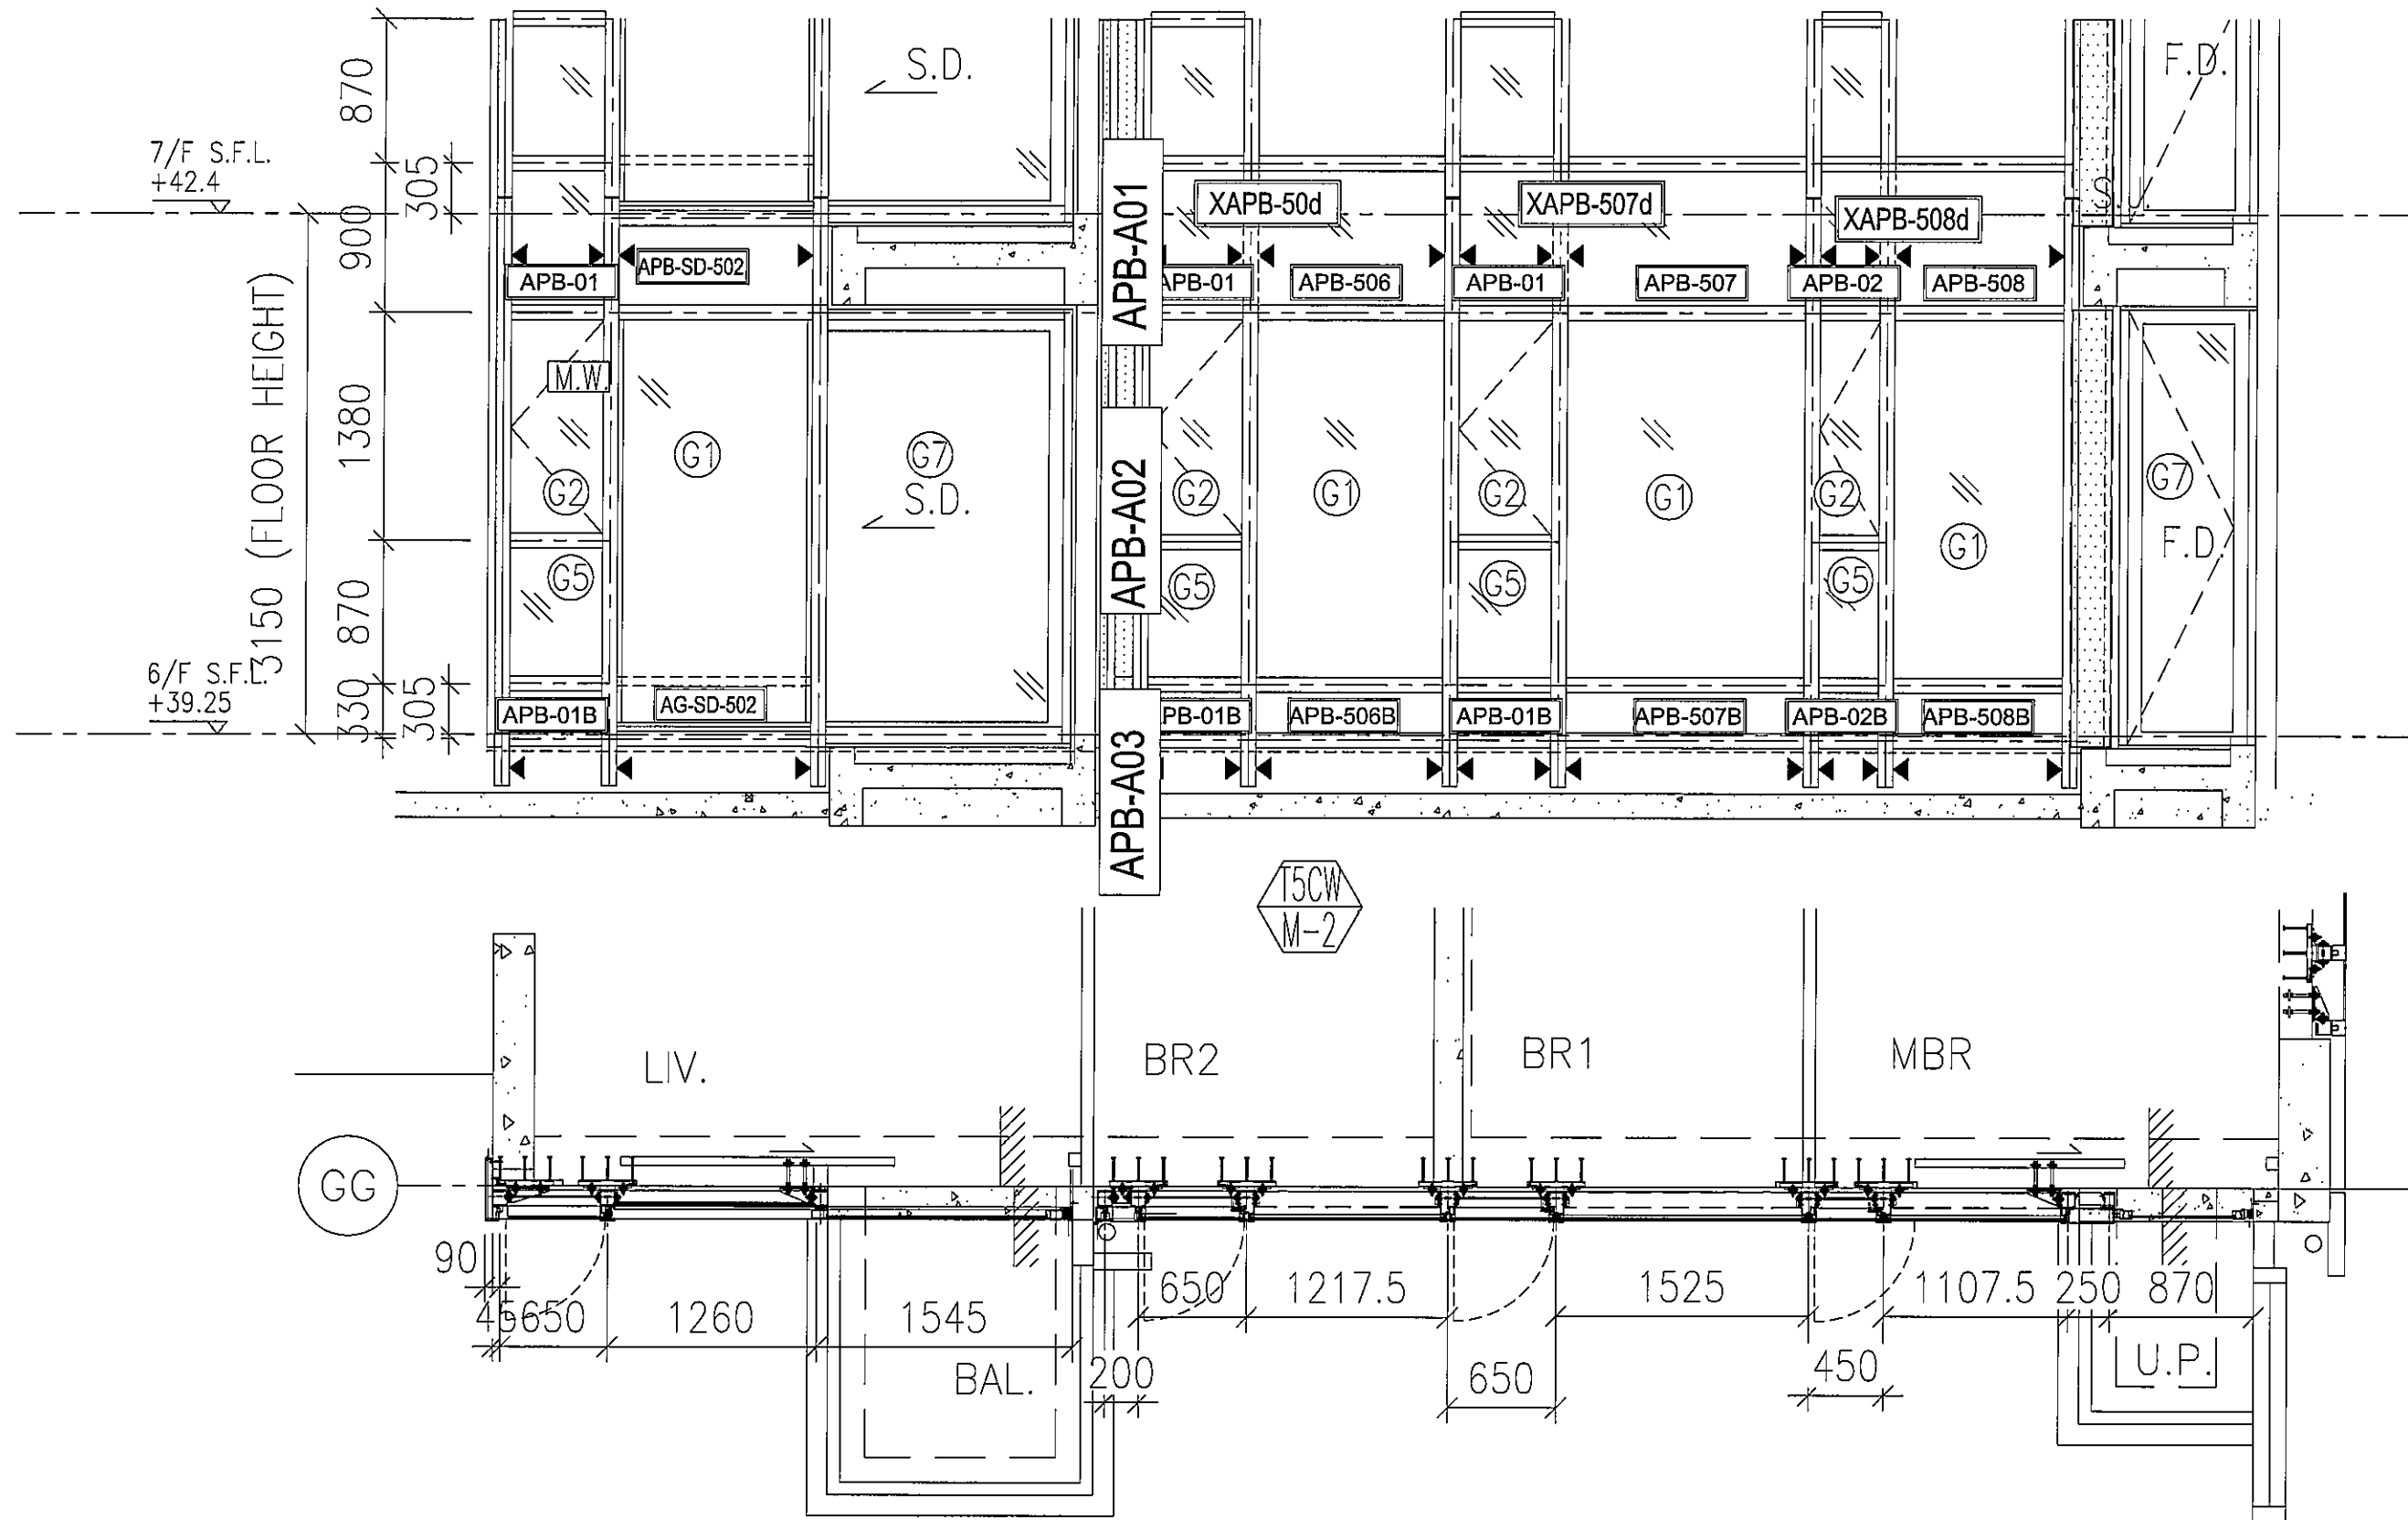 S.D.
F.D.
870
7/F S.F.L.
+42.4
305
900
XAPB-50d
XAPB-507d
XAPB-508d
APB-A01
APB-01
APB-SD-502
PB-01
APB-506
APB-01
APB-507
APB-02
APB-508
3150 (FLOOR HEIGHT)
M.W.
1380
G1
G7
S.D.
G2
G2
G1
G2
G1
G2
G1
G7
F.D.
APB-A02
G5
G5
G5
G5
870
6/F S.F.L.
+39.25
330
305
APB-01B
AG-SD-502
PB-01B
APB-506B
APB-01B
APB-507B
APB-02B
APB-508B
APB-A03
T5CW
M-2
LIV.
BR2
BR1
MBR
GG
90
45
650
1260
1545
650
1217.5
1525
1107.5
250
870
BAL.
200
650
450
U.P.